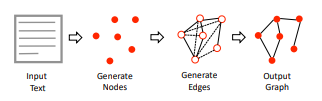 Input
Text
Generate
Nodes
Generate
Edges
Output
Graph